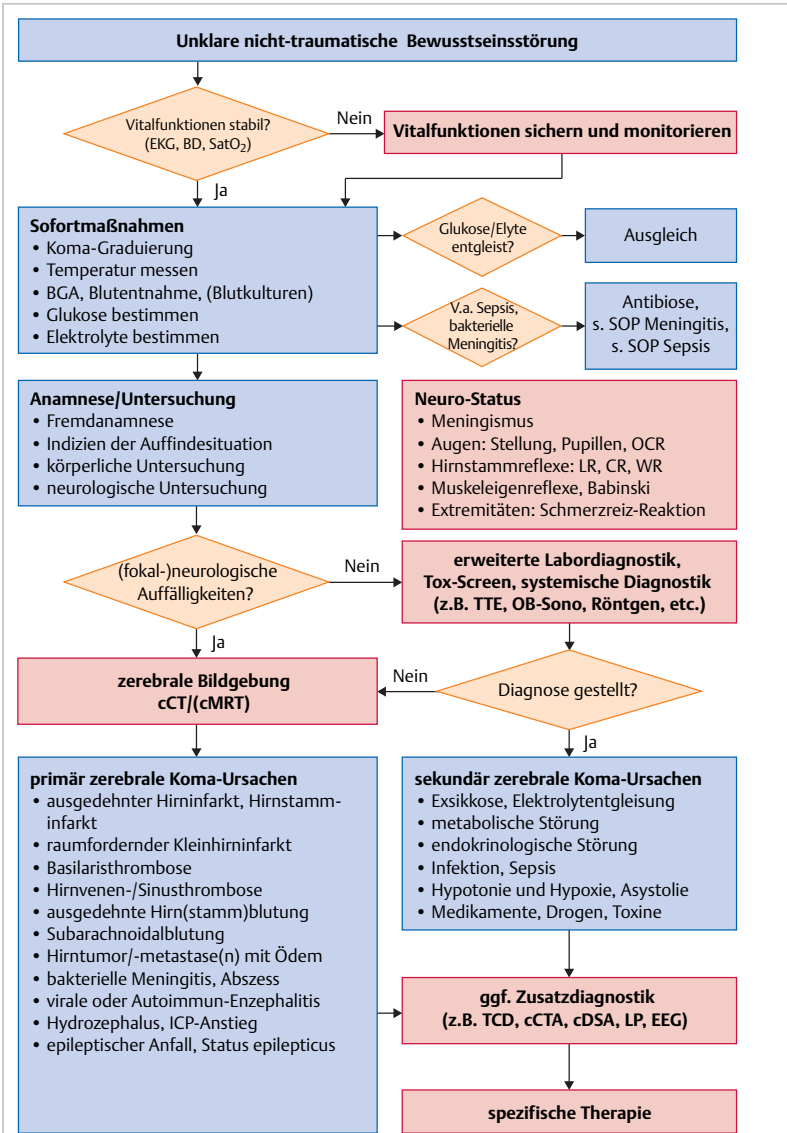 Unklare nicht-traumatische Bewusstseinsstörung
Vitalfunktionen stabil?
(EKG, BD, SatO₂)
Nein
Vitalfunktionen sichern und monitorieren
Ja
Sofortmaßnahmen
• Koma-Graduierung
• Temperatur messen
• BGA, Blutentnahme, (Blutkulturen)
• Glukose bestimmen
• Elektrolyte bestimmen
Glukose/Elyte
entgleist?
Ausgleich
V.a. Sepsis,
bakterielle
Meningitis?
Antibiose,
s. SOP Meningitis,
s. SOP Sepsis
Anamnese/Untersuchung
• Fremdanamnese
• Indizien der Auffindesituation
• körperliche Untersuchung
• neurologische Untersuchung
Neuro-Status
• Meningismus
• Augen: Stellung, Pupillen, OCR
• Hirnstammreflexe: LR, CR, WR
• Muskeleigenreflexe, Babinski
• Extremitäten: Schmerzreiz-Reaktion
(fokal-)neurologische
Auffälligkeiten?
Nein
erweiterte Labordiagnostik,
Tox-Screen, systemische Diagnostik
(z.B. TTE, OB-Sono, Röntgen, etc.)
Ja
zerebrale Bildgebung
cCT/(cMRT)
Nein
Diagnose gestellt?
Ja
primär zerebrale Koma-Ursachen
• ausgedehnter Hirninfarkt, Hirnstamm-
infarkt
• raumfordernder Kleinhirninfarkt
• Basilaristhrombose
• Hirnvenen-/Sinusthrombose
• ausgedehnte Hirn(stamm)blutung
• Subarachnoidalblutung
• Hirntumor/-metastase(n) mit Ödem
• bakterielle Meningitis, Abszess
• virale oder Autoimmun-Enzephalitis
• Hydrozephalus, ICP-Anstieg
• epileptischer Anfall, Status epilepticus
sekundär zerebrale Koma-Ursachen
• Exsikkose, Elektrolytentgleisung
• metabolische Störung
• endokrinologische Störung
• Infektion, Sepsis
• Hypotonie und Hypoxie, Asystolie
• Medikamente, Drogen, Toxine
ggf. Zusatzdiagnostik
(z.B. TCD, cCTA, cDSA, LP, EEG)
spezifische Therapie